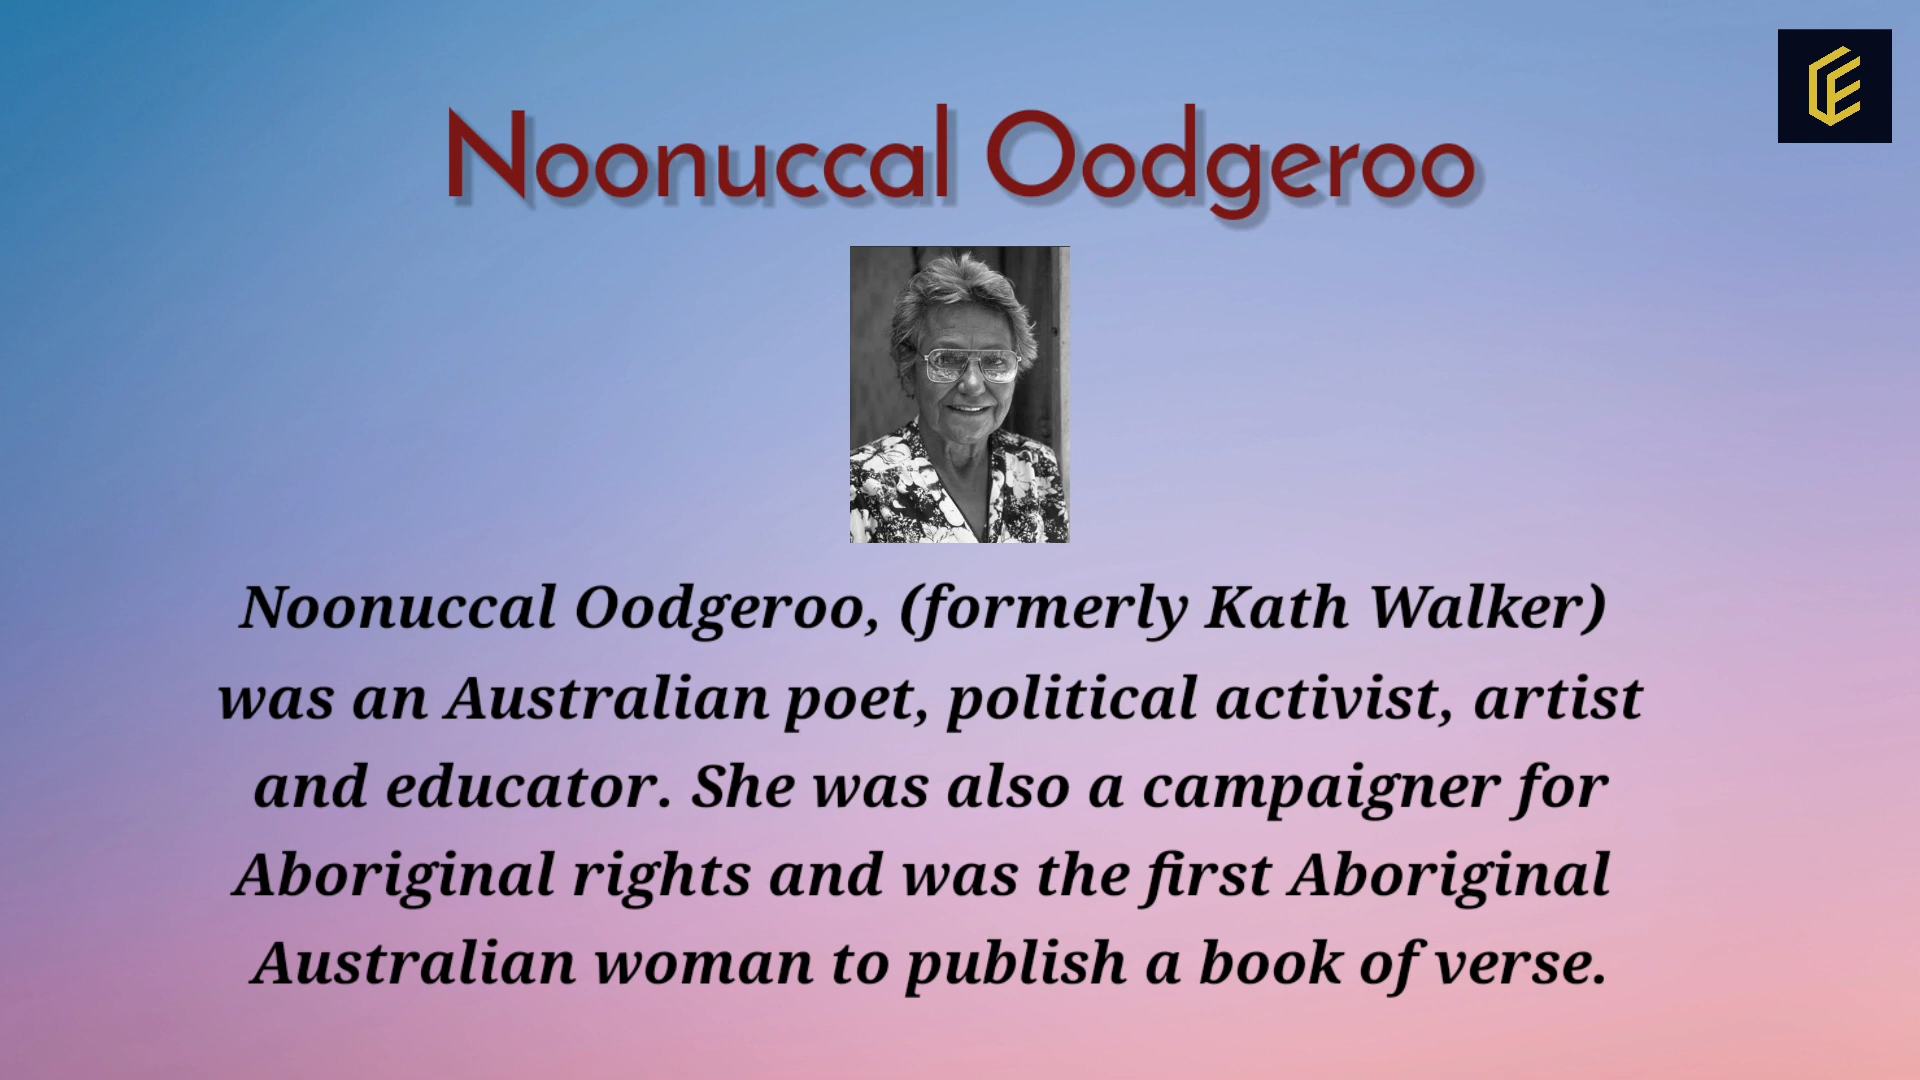 Noonuccal Oodgeroo
Noonuccal Oodgeroo, (formerly Kath Walker)
was an Australian poet, political activist, artist
and educator. She was also a campaigner for
Aboriginal rights and was the first Aboriginal
Australian woman to publish a book of verse.